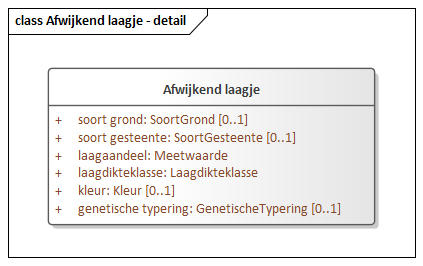 class Afwijkend laagje - detail
Afwijkend laagje
+ soort grond: SoortGrond [0..1]
+ soort gesteente: SoortGesteente [0..1]
+ laagaandeel: Meetwaarde
+ laagdikteklasse: Laagdikteklasse
+ kleur: Kleur [0..1]
+ genetische typering: GenetischeTypering [0..1]